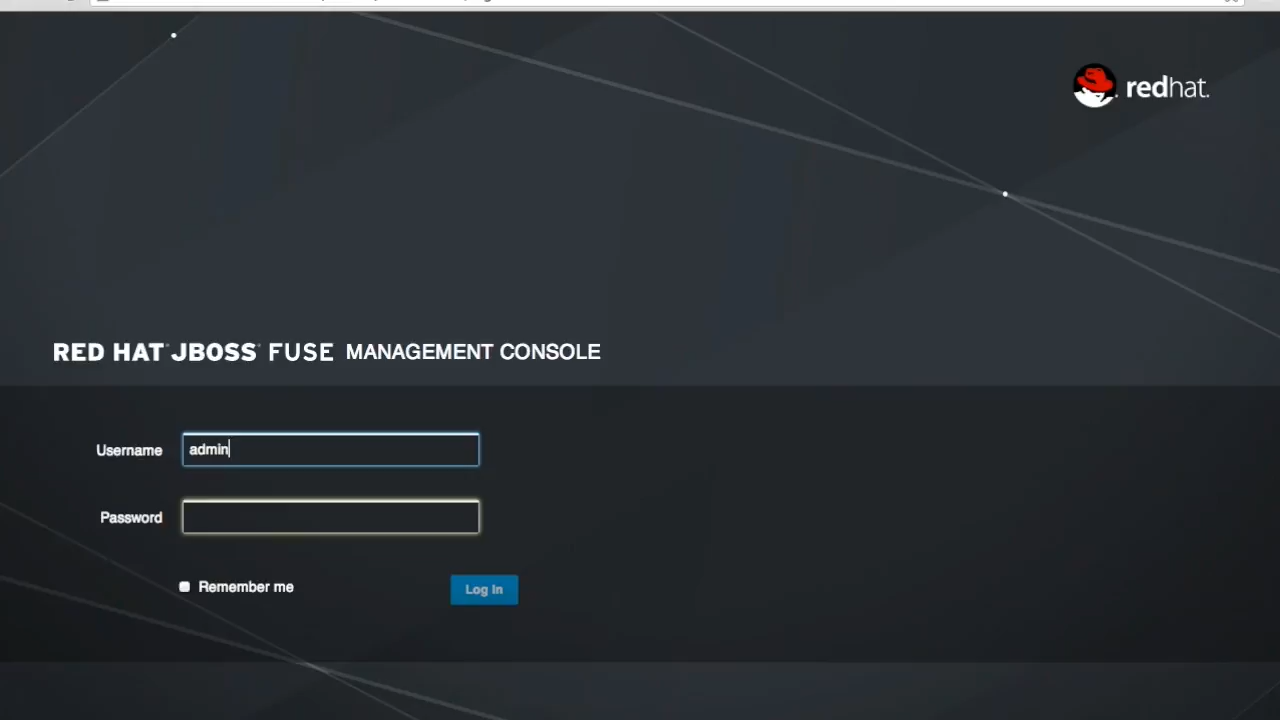 redhat.
RED HAT JBOSS FUSE MANAGEMENT CONSOLE
Username admin
Password
Remember me Log In